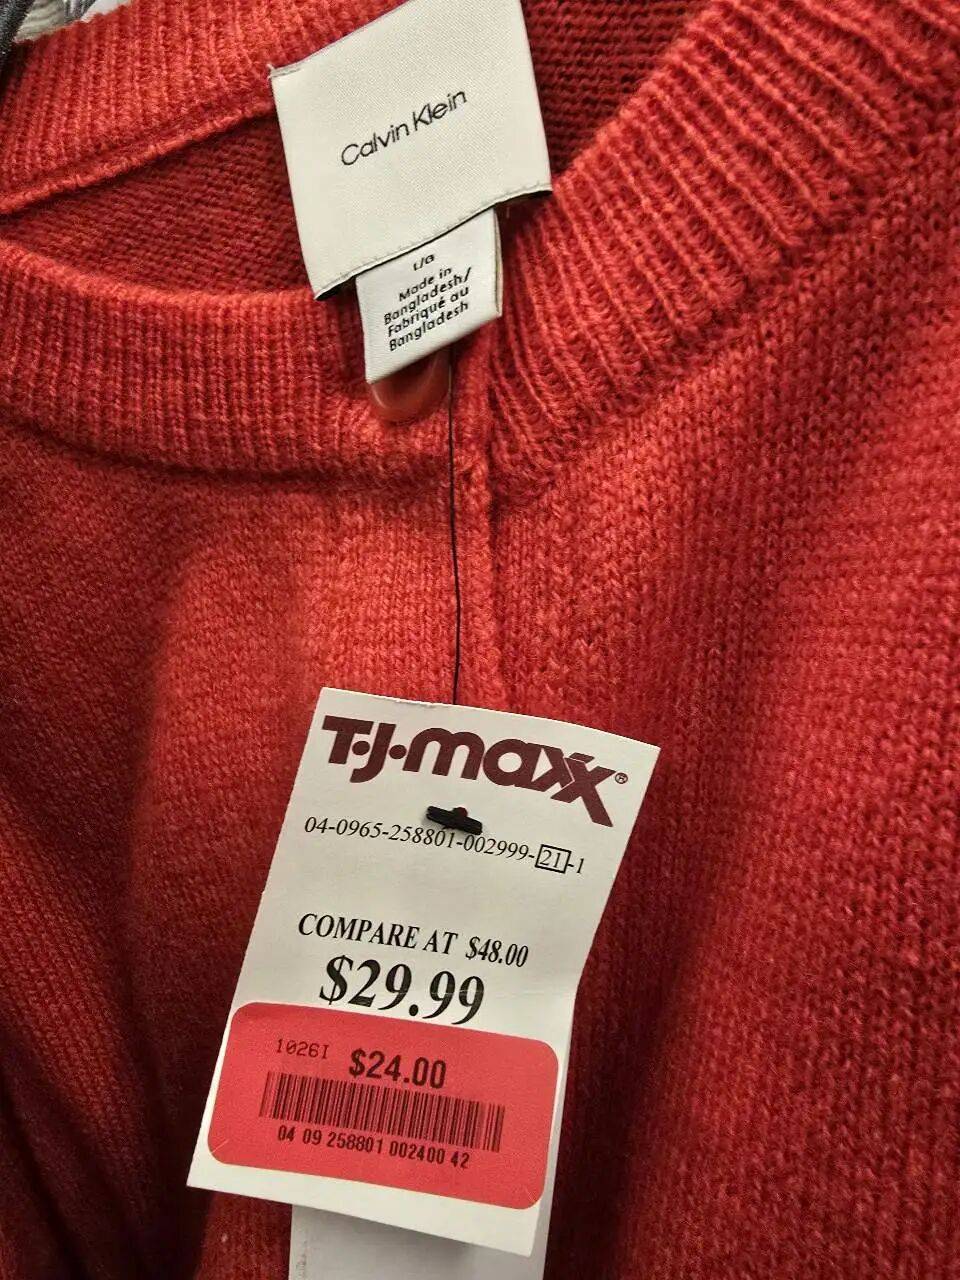 Calvin Klein
L/G
Made in
Bangladesh/
Fabriqué au
Bangladesh
T·J·maxx®
04-0965-258801-002999-21-1
COMPARE AT $48.00
$29.99
1026I $24.00
04 09 258801 002400 42